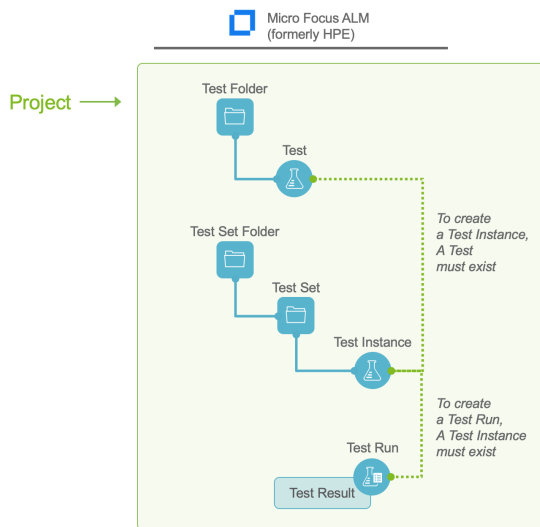 Micro Focus ALM
(formerly HPE)
Project
Test Folder
Test
To create
a Test Instance,
A Test
must exist
Test Set Folder
Test Set
Test Instance
To create
a Test Run,
A Test Instance
must exist
Test Run
Test Result